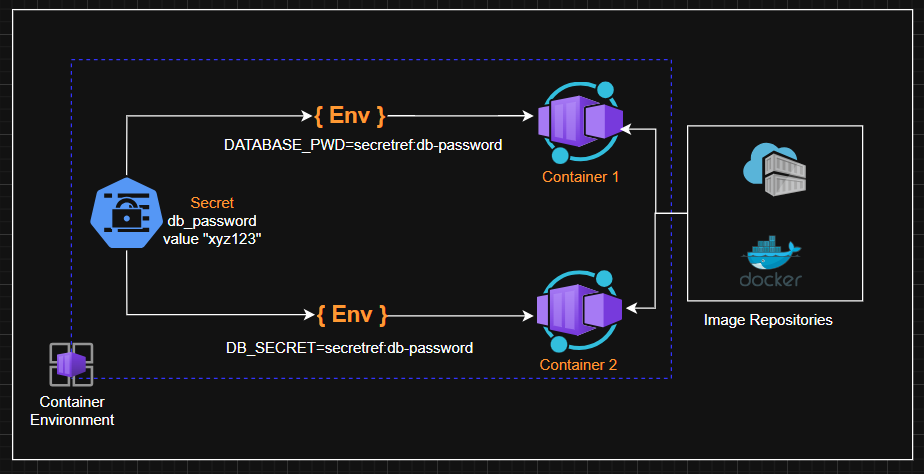 { Env }
DATABASE_PWD=secretref:db-password
Container 1
Secret
db_password
value "xyz123"
docker
{ Env }
Image Repositories
DB_SECRET=secretref:db-password
Container 2
Container
Environment